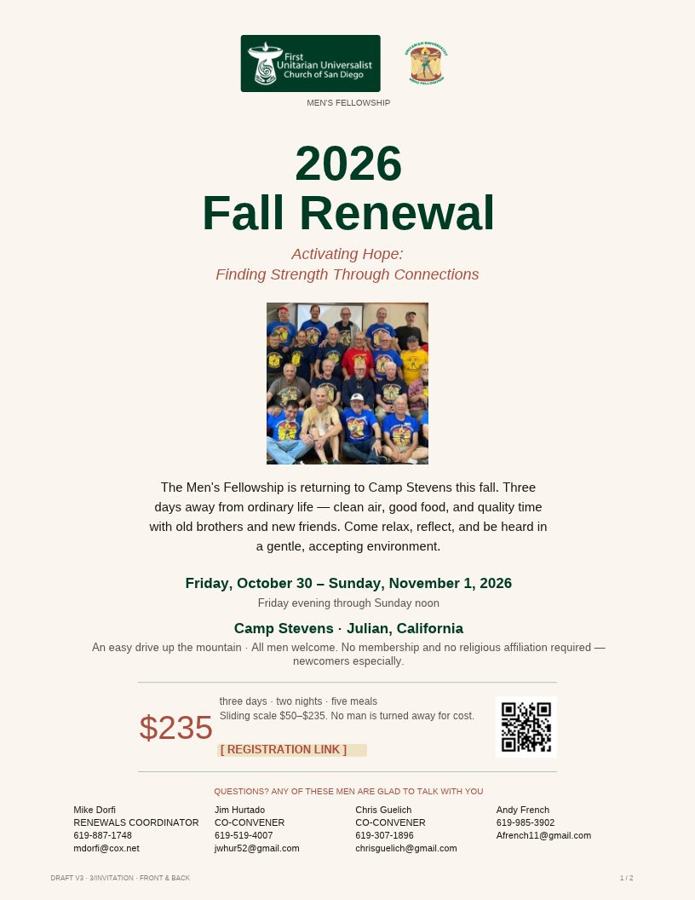 First
Unitarian Universalist
Church of San Diego
UNITARIAN UNIVERSALIST
MEN'S FELLOWSHIP
MEN'S FELLOWSHIP
2026
Fall Renewal
Activating Hope:
Finding Strength Through Connections
The Men's Fellowship is returning to Camp Stevens this fall. Three
days away from ordinary life — clean air, good food, and quality time
with old brothers and new friends. Come relax, reflect, and be heard in
a gentle, accepting environment.
Friday, October 30 – Sunday, November 1, 2026
Friday evening through Sunday noon
Camp Stevens · Julian, California
An easy drive up the mountain · All men welcome. No membership and no religious affiliation required —
newcomers especially.
$235
three days · two nights · five meals
Sliding scale $50–$235. No man is turned away for cost.
[ REGISTRATION LINK ]
QUESTIONS? ANY OF THESE MEN ARE GLAD TO TALK WITH YOU
Mike Dorfi
RENEWALS COORDINATOR
619-887-1748
mdorfi@cox.net
Jim Hurtado
CO-CONVENER
619-519-4007
jwhur52@gmail.com
Chris Guelich
CO-CONVENER
619-307-1896
chrisguelich@gmail.com
Andy French
619-985-3902
Afrench11@gmail.com
DRAFT V3 · 3/INVITATION · FRONT & BACK
1 / 2